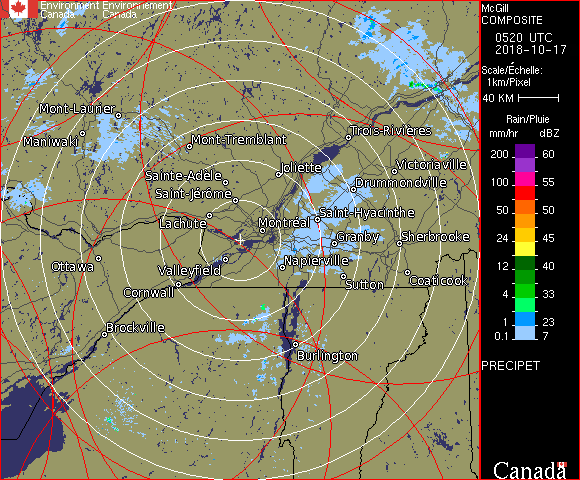 Environment Environnement
Canada Canada
McGill
COMPOSITE
0520 UTC
2018-10-17
Scale/Échelle:
1km/Pixel
40 KM
Rain/Pluie
mm/hr dBZ
200 60
150 57
100 55
50 50
24 45
12 40
4 33
1 23
0.1 7
PRECIPET
Canada
Mont-Laurier
Maniwaki
Mont-Tremblant
Trois-Rivières
Victoriaville
Joliette
Sainte-Adèle
Drummondville
Saint-Jérôme
Saint-Hyacinthe
Lachute
Montréal
Granby
Sherbrooke
Ottawa
Valleyfield
Napierville
Coaticook
Sutton
Cornwall
Brockville
Burlington